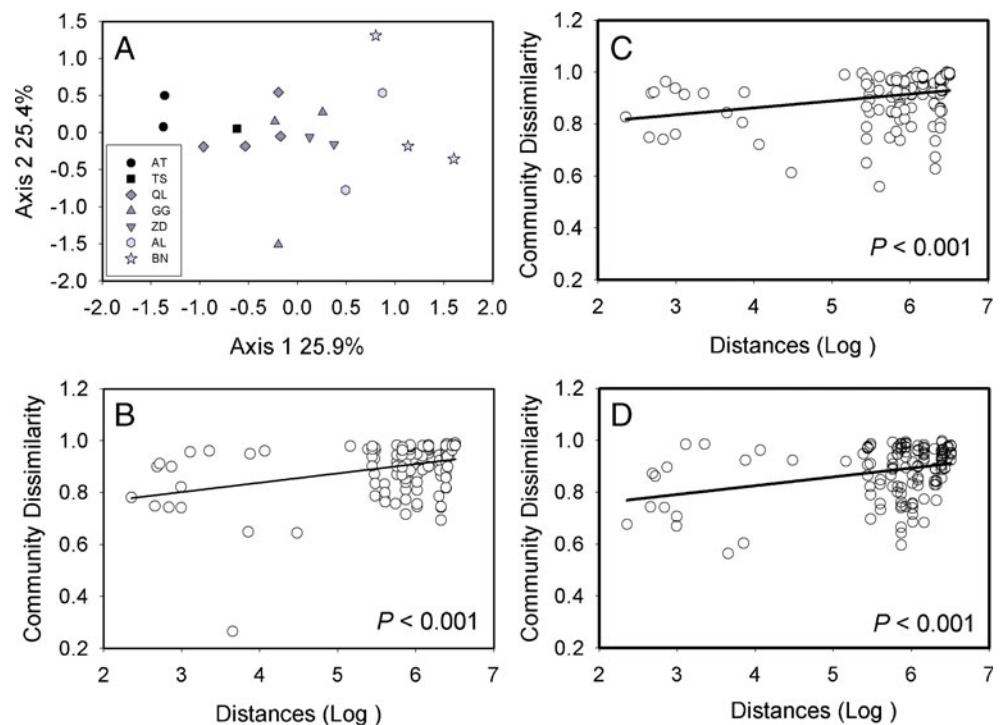 A
1.5
1.0
0.5
0.0
-0.5
-1.0
-1.5
-2.0
Axis 2 25.4%
AT
TS
QL
GG
ZD
AL
BN
-2.0 -1.5 -1.0 -0.5 0.0 0.5 1.0 1.5 2.0
Axis 1 25.9%
C
1.2
1.0
0.8
0.6
0.4
0.2
Community Dissimilarity
P < 0.001
2 3 4 5 6 7
Distances (Log )
B
1.2
1.0
0.8
0.6
0.4
0.2
Community Dissimilarity
P < 0.001
2 3 4 5 6 7
Distances (Log )
D
1.2
1.0
0.8
0.6
0.4
0.2
Community Dissimilarity
P < 0.001
2 3 4 5 6 7
Distances (Log )